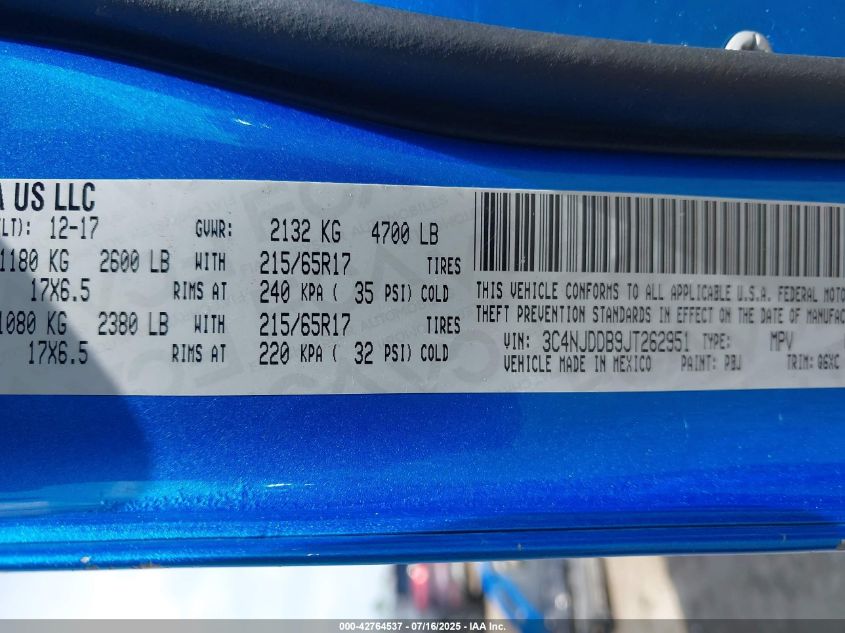 A US LLC
LT): 12-17 GVWR: 2132 KG 4700 LB
1180 KG 2600 LB WITH 215/65R17 TIRES
17X6.5 RIMS AT 240 KPA ( 35 PSI) COLD
1080 KG 2380 LB WITH 215/65R17 TIRES
17X6.5 RIMS AT 220 KPA ( 32 PSI) COLD
THIS VEHICLE CONFORMS TO ALL APPLICABLE U.S.A. FEDERAL MOTO
THEFT PREVENTION STANDARDS IN EFFECT ON THE DATE OF MANUFAC
VIN: 3C4NJDDB9JT262951 TYPE: MPV
VEHICLE MADE IN MEXICO PAINT: PBJ TRIM: Q6XC
000-42764537 - 07/16/2025 - IAA Inc.